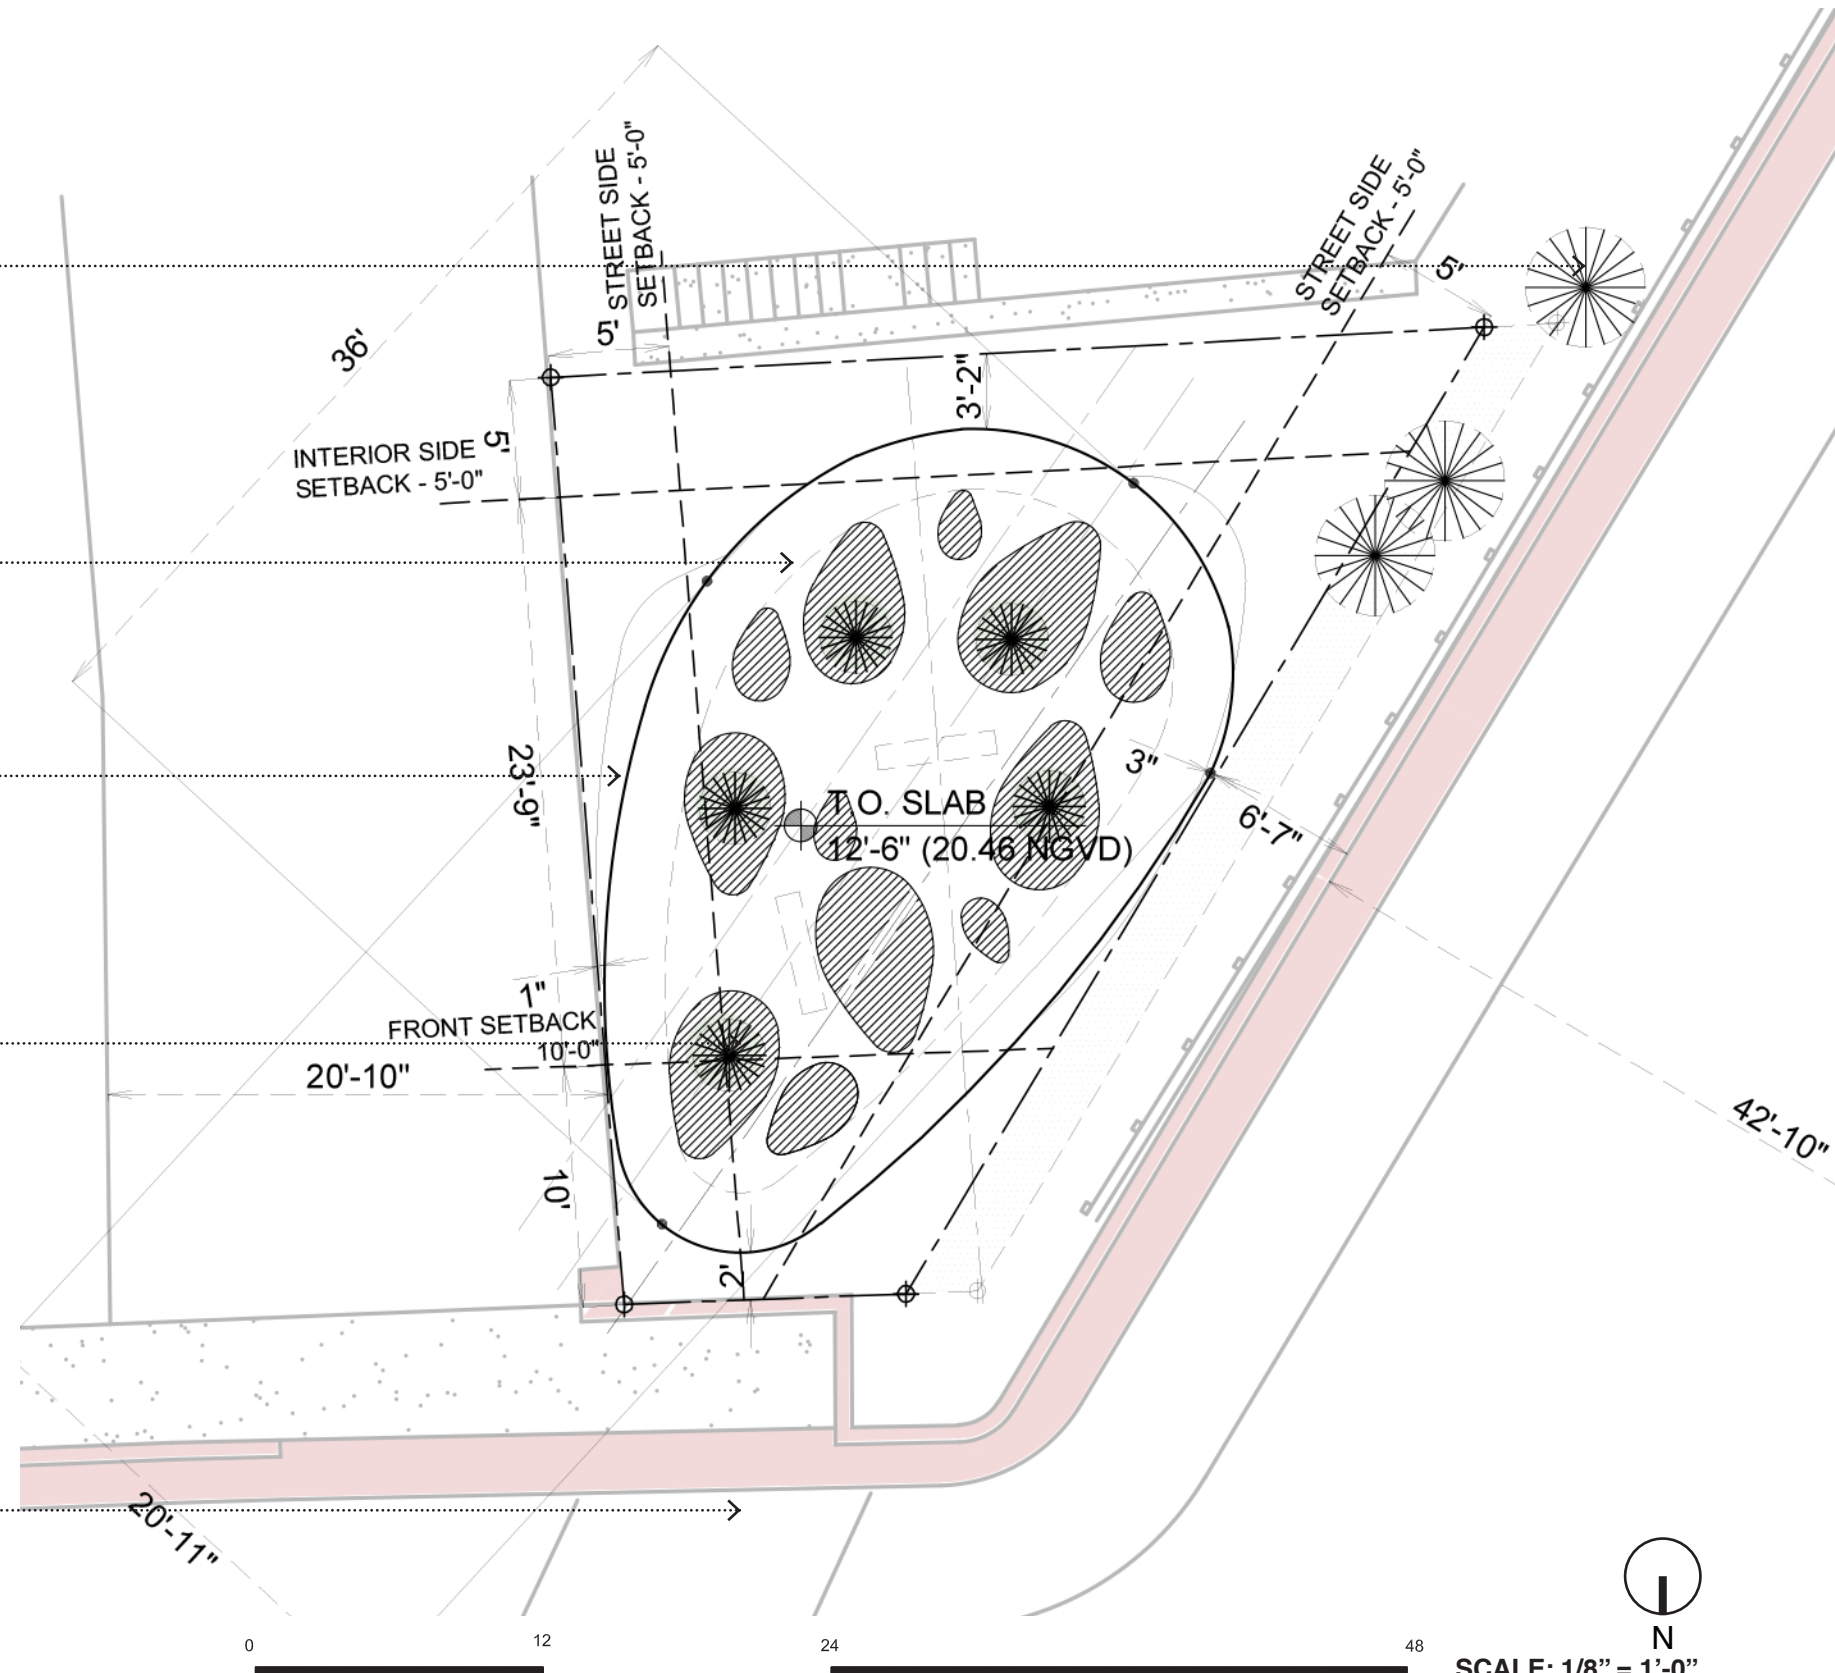 36'
STREET SIDE
SETBACK - 5'-0"
STREET SIDE
SETBACK - 5'-0"
5'
5'
3'-2"
INTERIOR SIDE
SETBACK - 5'-0"
5'
23'-9"
3"
T.O. SLAB
12'-6" (20.46 NGVD)
6'-7"
1"
FRONT SETBACK
10'-0"
20'-10"
10'
2'
42'-10"
20'-11"
N
0
12
24
48
SCALE: 1/8” = 1’-0”